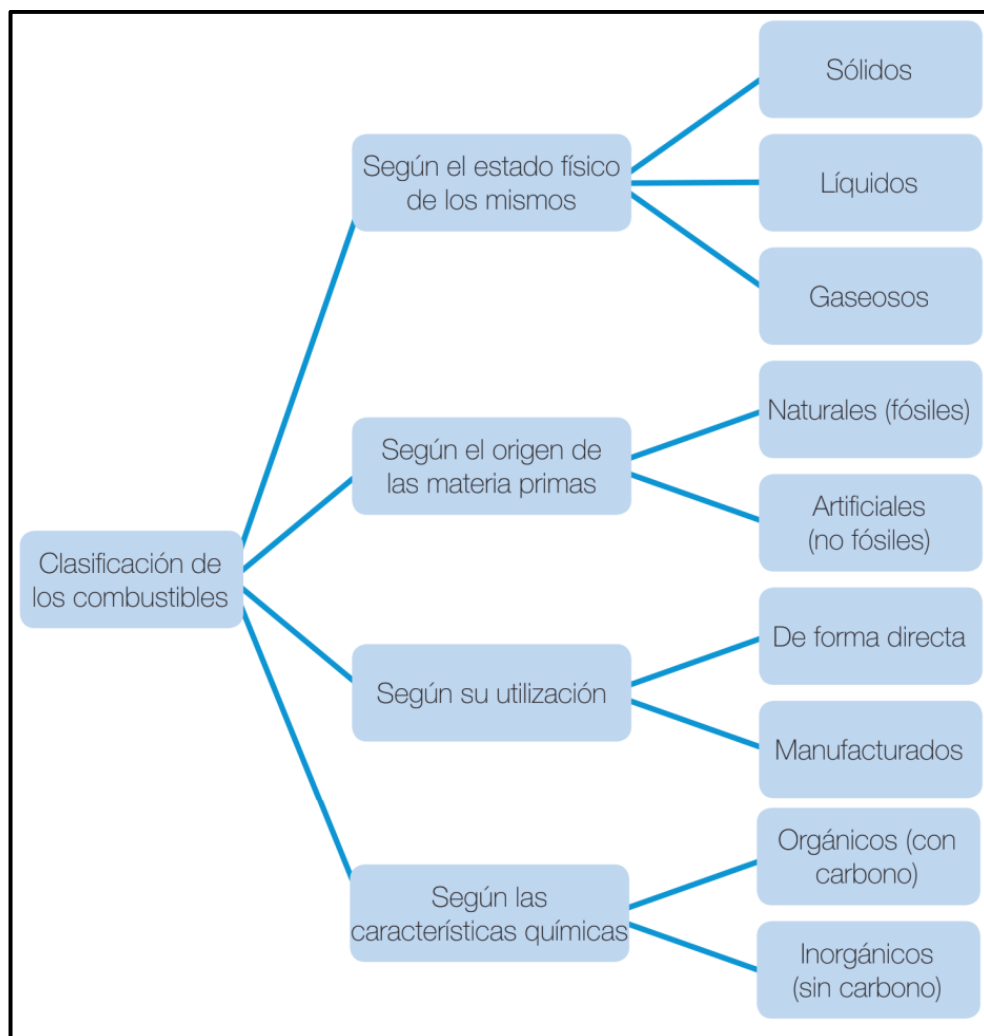 Clasificación de
los combustibles
Según el estado físico
de los mismos
Sólidos
Líquidos
Gaseosos
Según el origen de
las materia primas
Naturales (fósiles)
Artificiales
(no fósiles)
Según su utilización
De forma directa
Manufacturados
Según las
características químicas
Orgánicos (con
carbono)
Inorgánicos
(sin carbono)